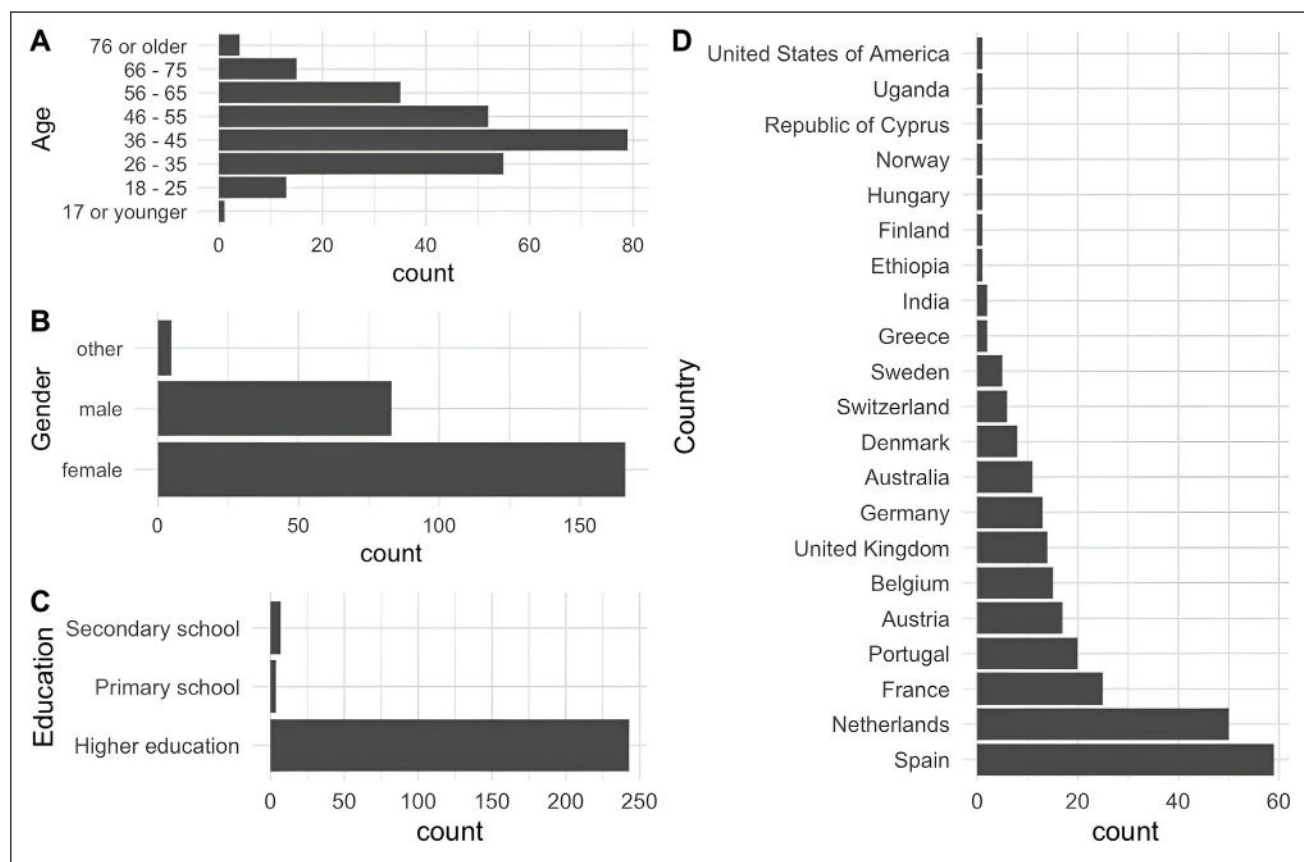 A
Age
76 or older
66 - 75
56 - 65
46 - 55
36 - 45
26 - 35
18 - 25
17 or younger
0 20 40 60 80
count
B
Gender
other
male
female
0 50 100 150
count
C
Education
Secondary school
Primary school
Higher education
0 50 100 150 200 250
count
D
Country
United States of America
Uganda
Republic of Cyprus
Norway
Hungary
Finland
Ethiopia
India
Greece
Sweden
Switzerland
Denmark
Australia
Germany
United Kingdom
Belgium
Austria
Portugal
France
Netherlands
Spain
0 20 40 60
count